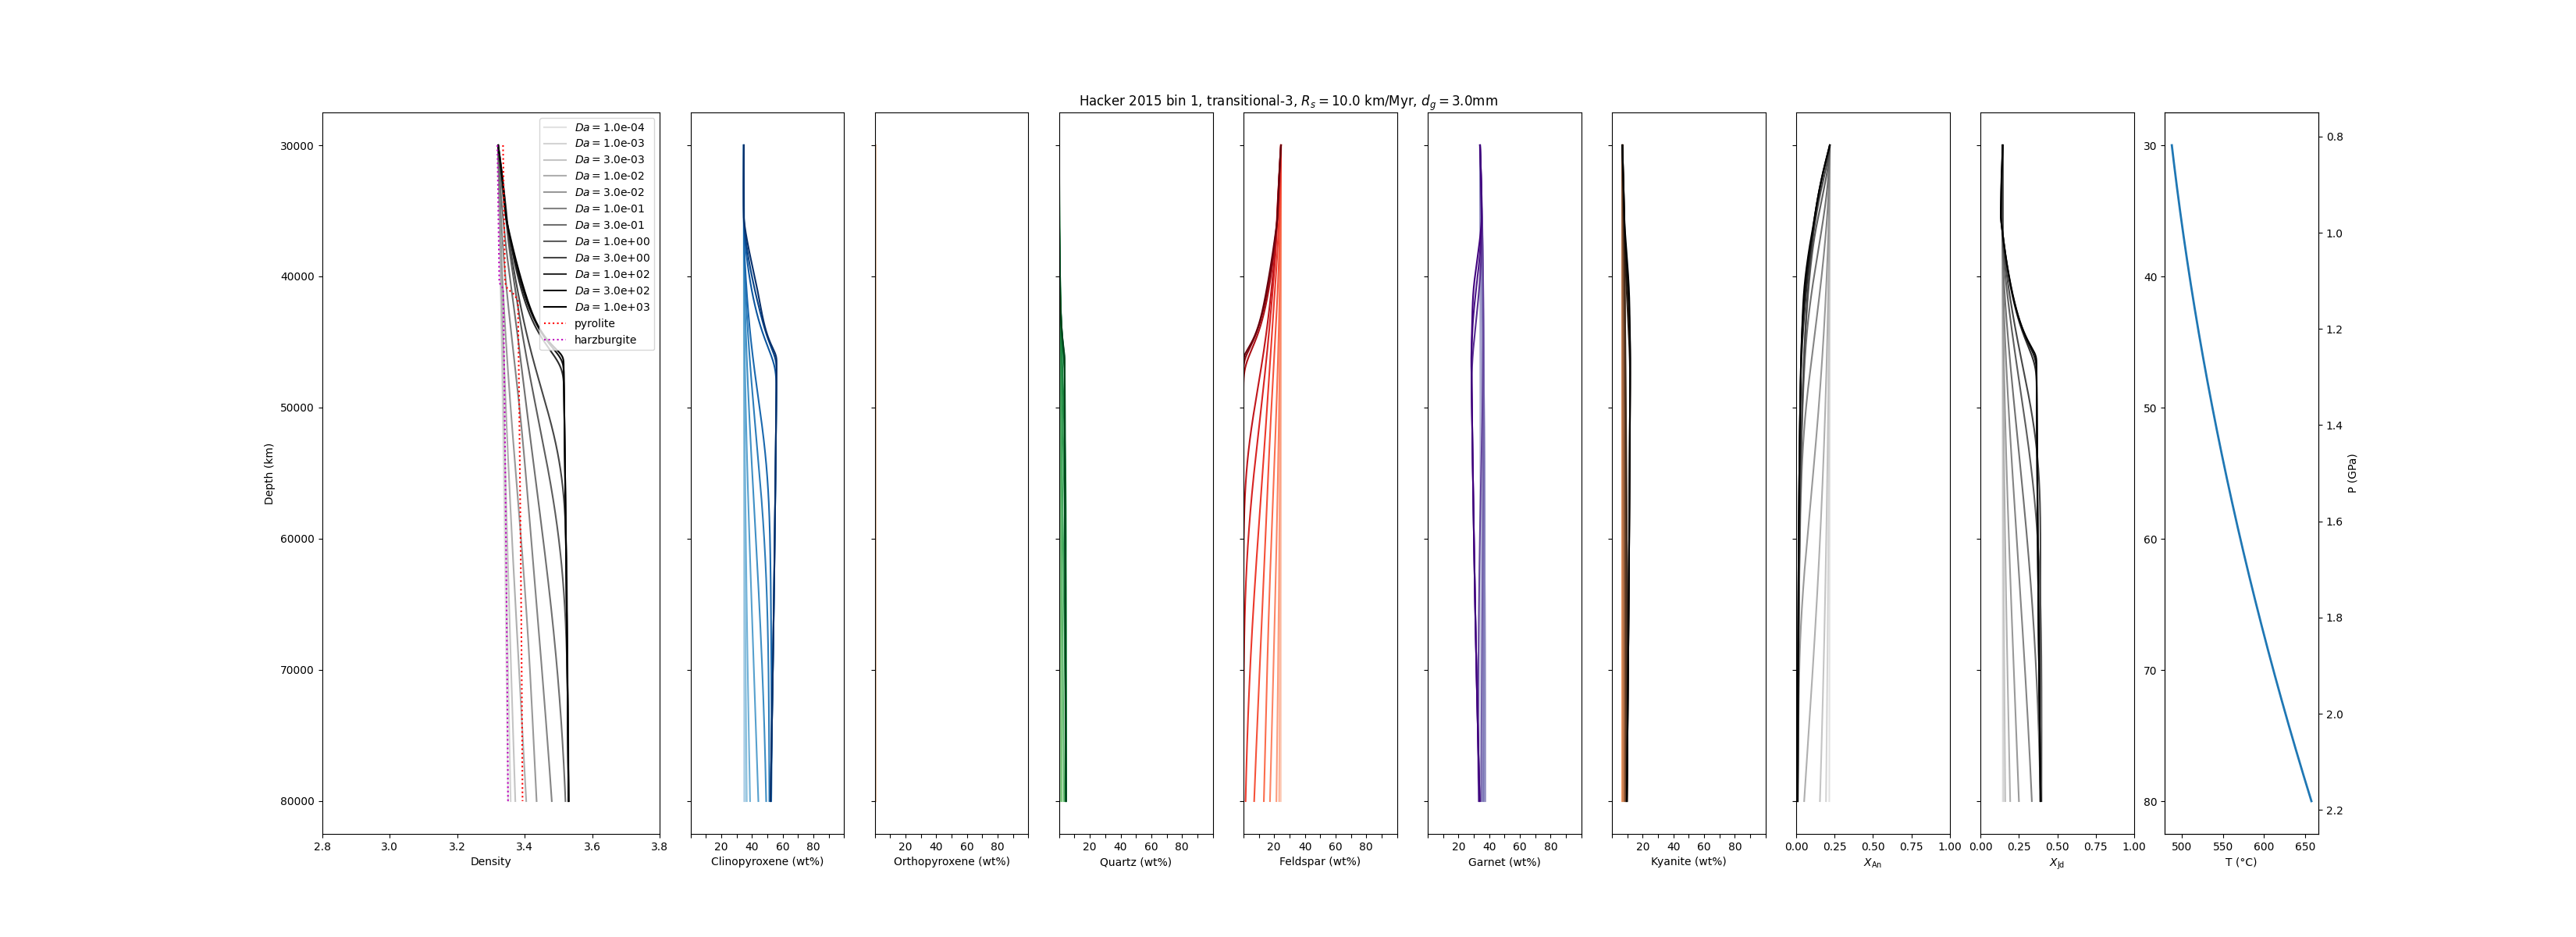 Hacker 2015 bin 1, transitional-3, R_s = 10.0 km/Myr, d_g = 3.0mm
Da = 1.0e-04
Da = 1.0e-03
Da = 3.0e-03
Da = 1.0e-02
Da = 3.0e-02
Da = 1.0e-01
Da = 3.0e-01
Da = 1.0e+00
Da = 3.0e+00
Da = 1.0e+02
Da = 3.0e+02
Da = 1.0e+03
pyrolite
harzburgite
Depth (km)
30000
40000
50000
60000
70000
80000
2.8 3.0 3.2 3.4 3.6 3.8
Density
20 40 60 80
Clinopyroxene (wt%)
20 40 60 80
Orthopyroxene (wt%)
20 40 60 80
Quartz (wt%)
20 40 60 80
Feldspar (wt%)
20 40 60 80
Garnet (wt%)
20 40 60 80
Kyanite (wt%)
0.00 0.25 0.50 0.75 1.00
X_An
0.00 0.25 0.50 0.75 1.00
X_Jd
30
40
50
60
70
80
500 550 600 650
T (°C)
0.8
1.0
1.2
1.4
1.6
1.8
2.0
2.2
P (GPa)